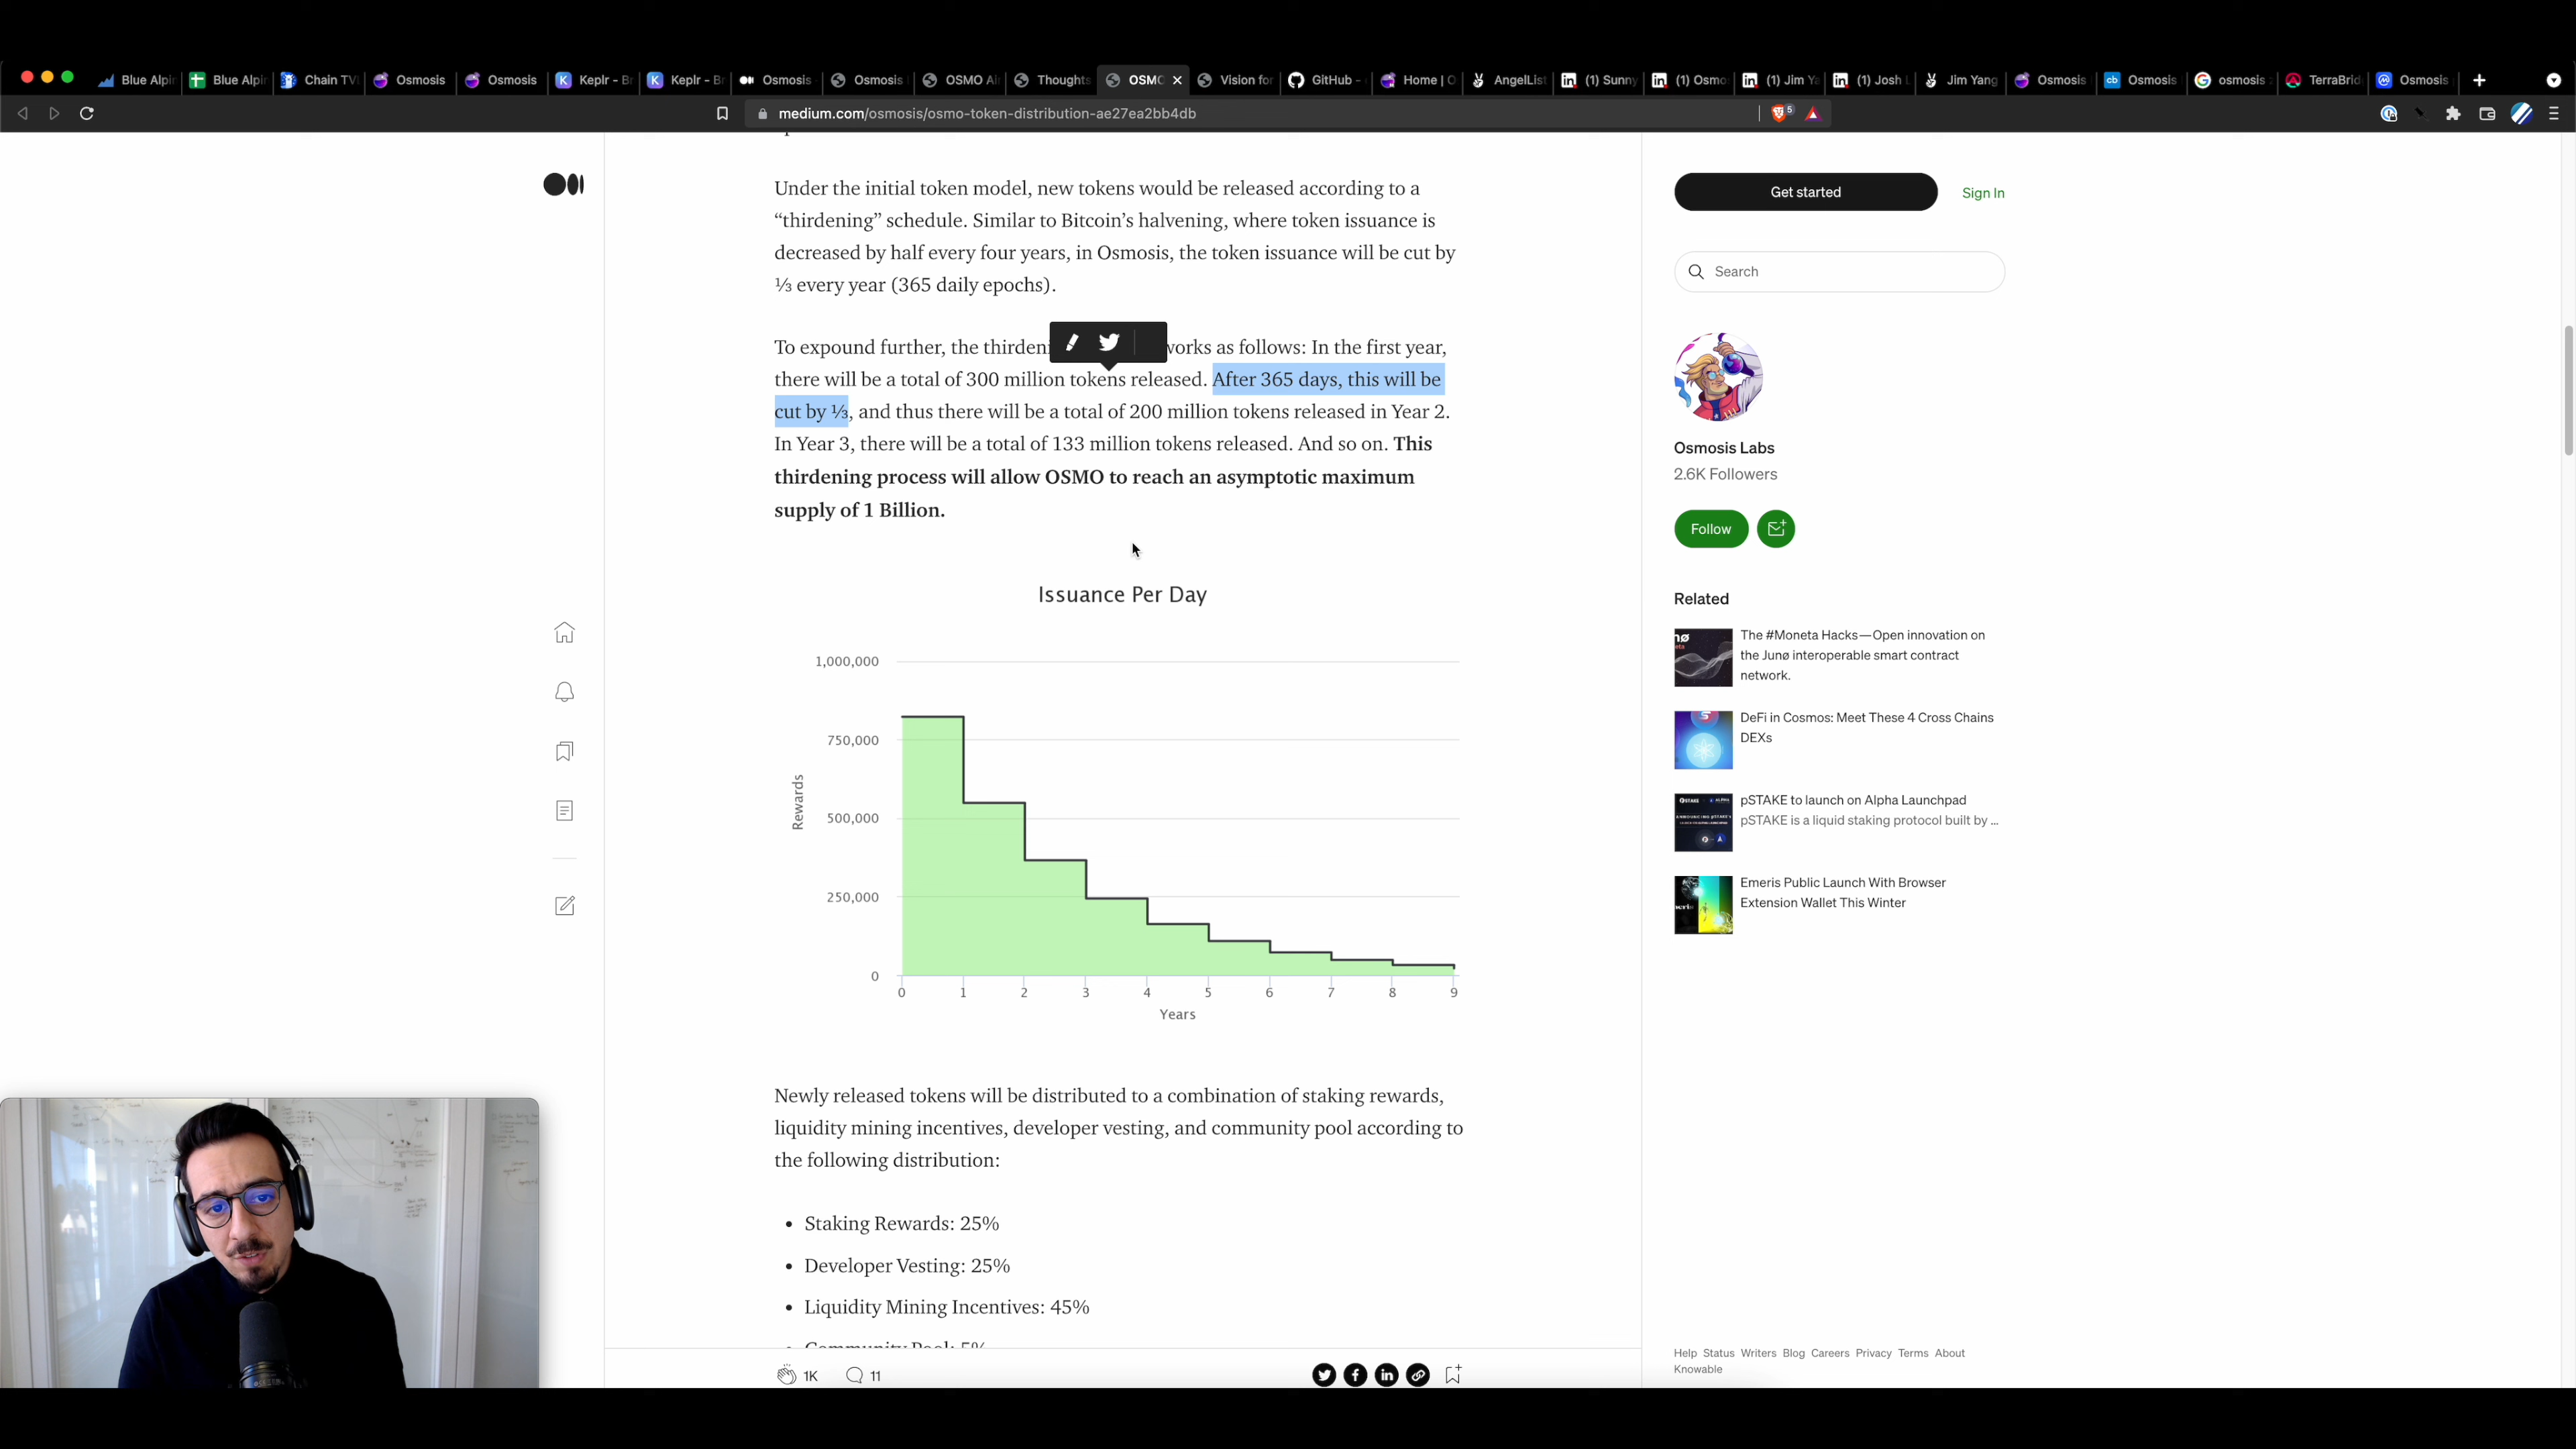 Blue Alpi
Blue Alpi
Chain TV
Osmosis
Osmosis
Keplr - Br
Keplr - Br
Osmosis
Osmosis
OSMO Ai
Thoughts
OSMO
Vision for
GitHub -
Home | O
AngelList
(1) Sunny
(1) Osmo
(1) Jim Ya
(1) Josh L
Jim Yang
Osmosis
Osmosis
osmosis
TerraBrid
Osmosis
medium.com/osmosis/osmo-token-distribution-ae27ea2bb4db
5
Under the initial token model, new tokens would be released according to a
“thirdening” schedule. Similar to Bitcoin’s halvening, where token issuance is
decreased by half every four years, in Osmosis, the token issuance will be cut by
⅓ every year (365 daily epochs).
To expound further, the thirdeni works as follows: In the first year,
there will be a total of 300 million tokens released. After 365 days, this will be
cut by ⅓, and thus there will be a total of 200 million tokens released in Year 2.
In Year 3, there will be a total of 133 million tokens released. And so on. This
thirdening process will allow OSMO to reach an asymptotic maximum
supply of 1 Billion.
Issuance Per Day
1,000,000
750,000
500,000
250,000
0
Rewards
0 1 2 3 4 5 6 7 8 9
Years
Newly released tokens will be distributed to a combination of staking rewards,
liquidity mining incentives, developer vesting, and community pool according to
the following distribution:
• Staking Rewards: 25%
• Developer Vesting: 25%
• Liquidity Mining Incentives: 45%
• Community Pool: 5%
1K 11
Get started Sign In
Search
Osmosis Labs
2.6K Followers
Follow
Related
The #Moneta Hacks — Open innovation on
the Junø interoperable smart contract
network.
DeFi in Cosmos: Meet These 4 Cross Chains
DEXs
pSTAKE to launch on Alpha Launchpad
pSTAKE is a liquid staking protocol built by ...
Emeris Public Launch With Browser
Extension Wallet This Winter
Help Status Writers Blog Careers Privacy Terms About
Knowable